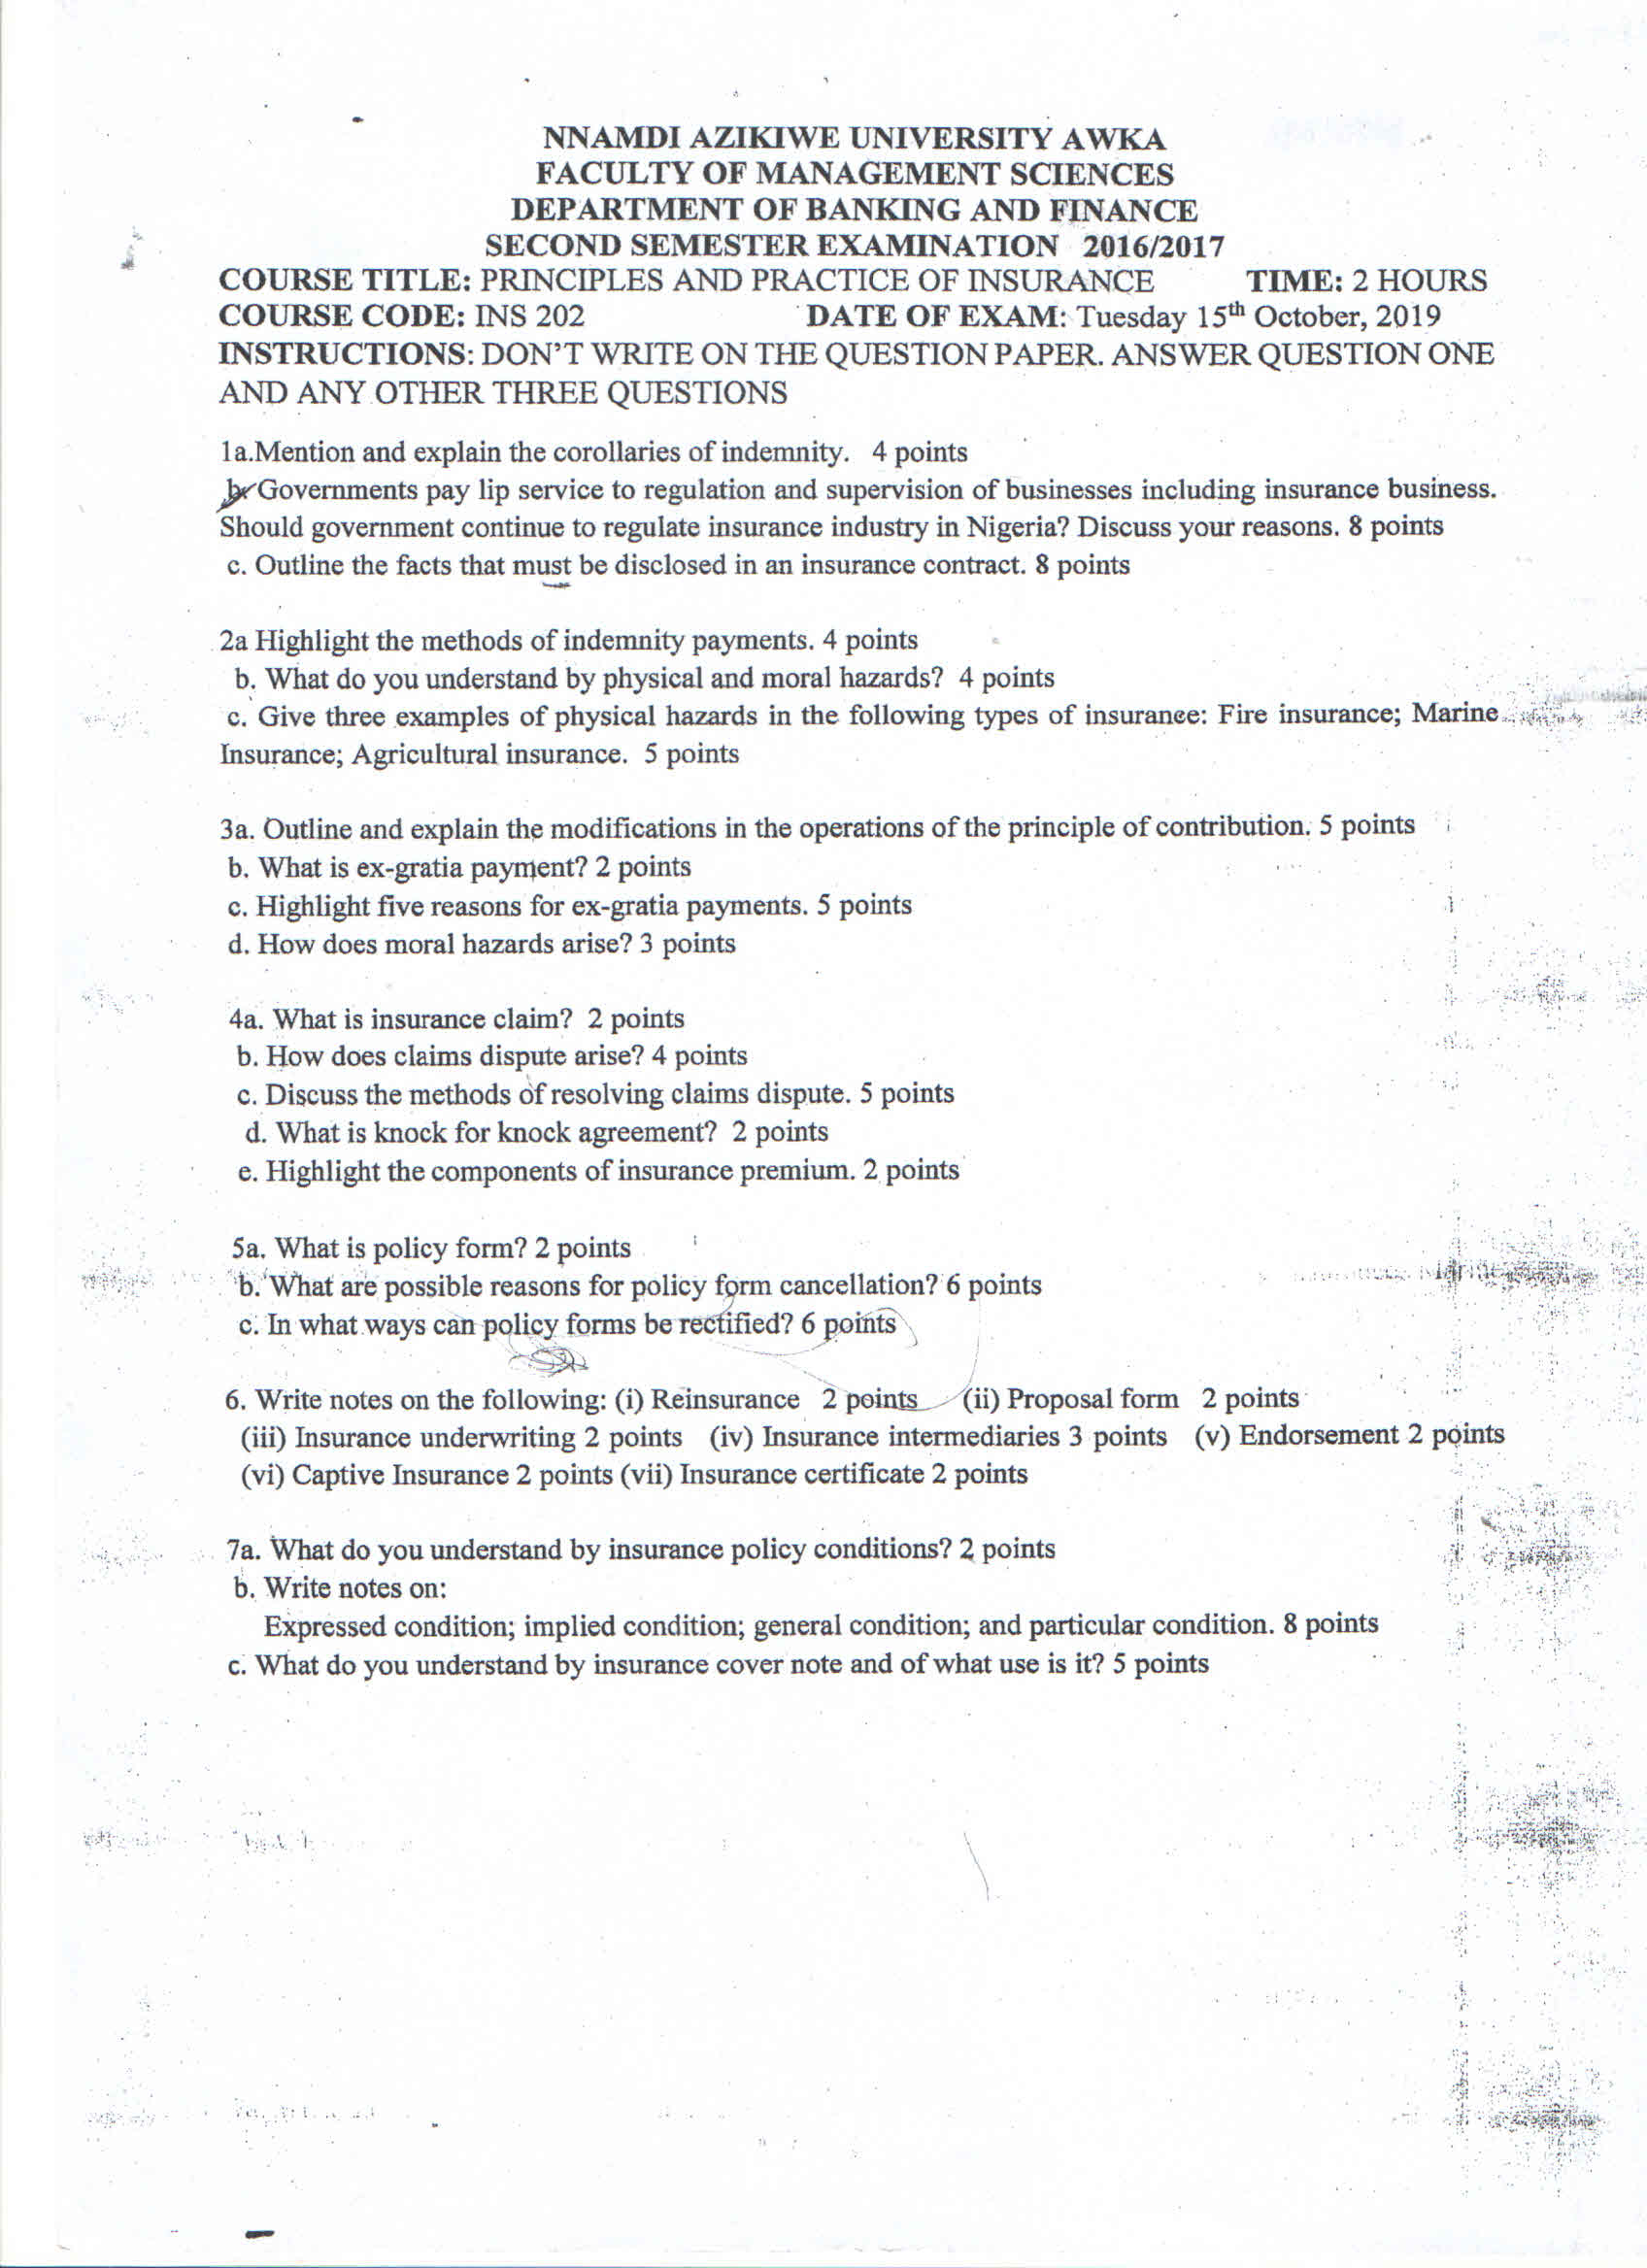 NNAMDI AZIKIWE UNIVERSITY AWKA
FACULTY OF MANAGEMENT SCIENCES
DEPARTMENT OF BANKING AND FINANCE
SECOND SEMESTER EXAMINATION 2016/2017
COURSE TITLE: PRINCIPLES AND PRACTICE OF INSURANCE TIME: 2 HOURS
COURSE CODE: INS 202 DATE OF EXAM: Tuesday 15th October, 2019
INSTRUCTIONS: DON'T WRITE ON THE QUESTION PAPER. ANSWER QUESTION ONE
AND ANY OTHER THREE QUESTIONS
1a.Mention and explain the corollaries of indemnity. 4 points
b. Governments pay lip service to regulation and supervision of businesses including insurance business.
Should government continue to regulate insurance industry in Nigeria? Discuss your reasons. 8 points
c. Outline the facts that must be disclosed in an insurance contract. 8 points
2a Highlight the methods of indemnity payments. 4 points
b. What do you understand by physical and moral hazards? 4 points
c. Give three examples of physical hazards in the following types of insurance: Fire insurance; Marine
Insurance; Agricultural insurance. 5 points
3a. Outline and explain the modifications in the operations of the principle of contribution. 5 points
b. What is ex-gratia payment? 2 points
c. Highlight five reasons for ex-gratia payments. 5 points
d. How does moral hazards arise? 3 points
4a. What is insurance claim? 2 points
b. How does claims dispute arise? 4 points
c. Discuss the methods of resolving claims dispute. 5 points
d. What is knock for knock agreement? 2 points
e. Highlight the components of insurance premium. 2 points
5a. What is policy form? 2 points
b. What are possible reasons for policy form cancellation? 6 points
c. In what ways can policy forms be rectified? 6 points
6. Write notes on the following: (i) Reinsurance 2 points (ii) Proposal form 2 points
(iii) Insurance underwriting 2 points (iv) Insurance intermediaries 3 points (v) Endorsement 2 points
(vi) Captive Insurance 2 points (vii) Insurance certificate 2 points
7a. What do you understand by insurance policy conditions? 2 points
b. Write notes on:
Expressed condition; implied condition; general condition; and particular condition. 8 points
c. What do you understand by insurance cover note and of what use is it? 5 points